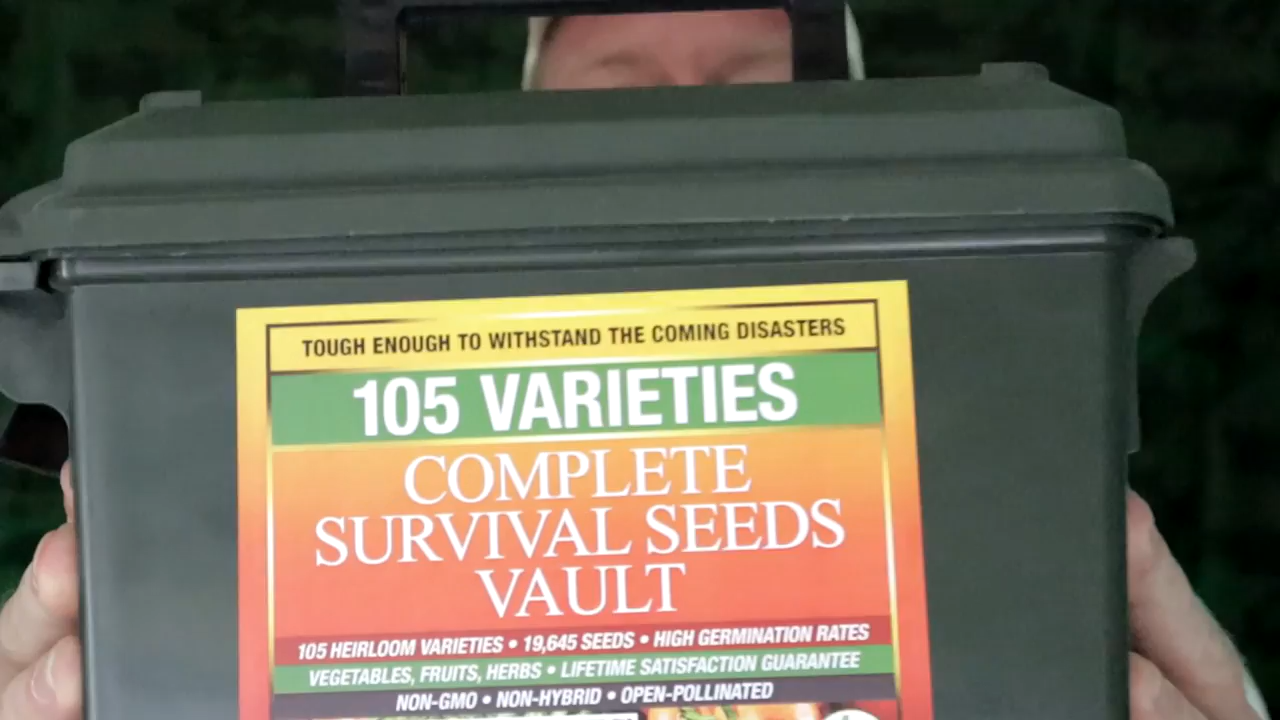 TOUGH ENOUGH TO WITHSTAND THE COMING DISASTERS
105 VARIETIES
COMPLETE
SURVIVAL SEEDS
VAULT
105 HEIRLOOM VARIETIES • 19,645 SEEDS • HIGH GERMINATION RATES
VEGETABLES, FRUITS, HERBS • LIFETIME SATISFACTION GUARANTEE
NON-GMO • NON-HYBRID • OPEN-POLLINATED